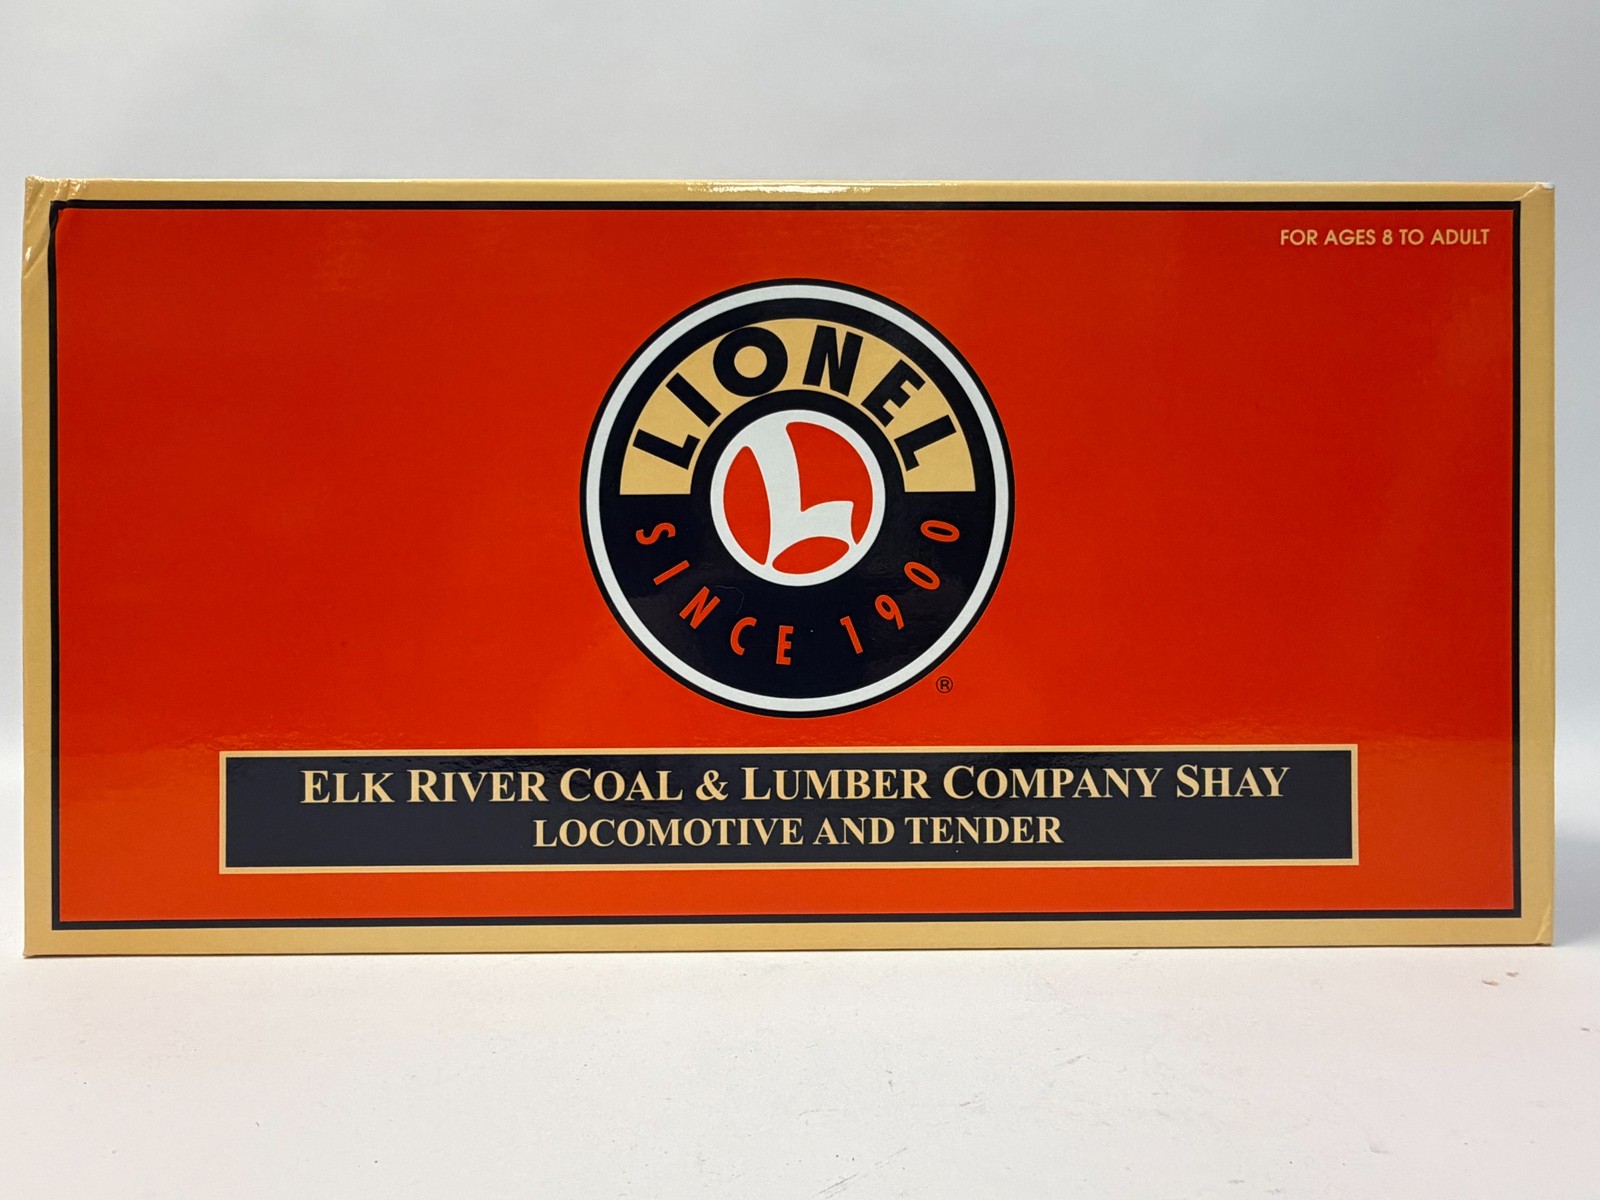 FOR AGES 8 TO ADULT
LIONEL
L
SINCE 1900
®
ELK RIVER COAL & LUMBER COMPANY SHAY
LOCOMOTIVE AND TENDER